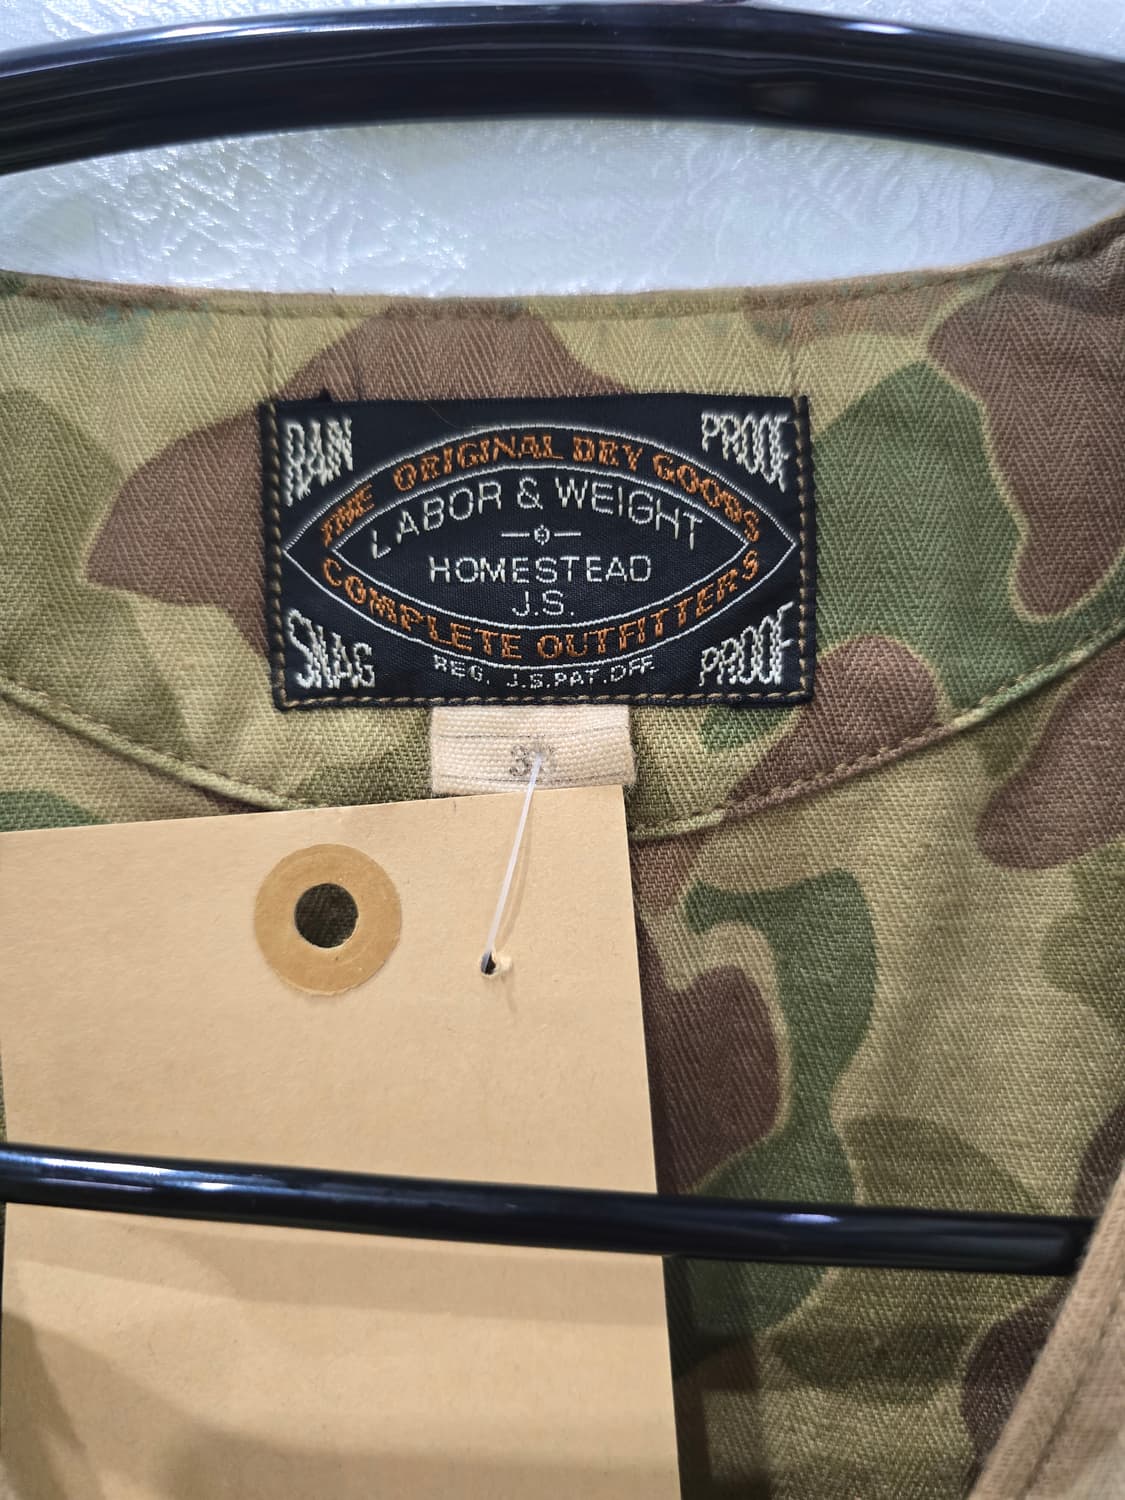 RAIN PROOF
THE ORIGINAL DRY GOODS
LABOR & WEIGHT
HOMESTEAD
J.S.
COMPLETE OUTFITTERS
SNAG PROOF
REG. J.S.PAT.OFF